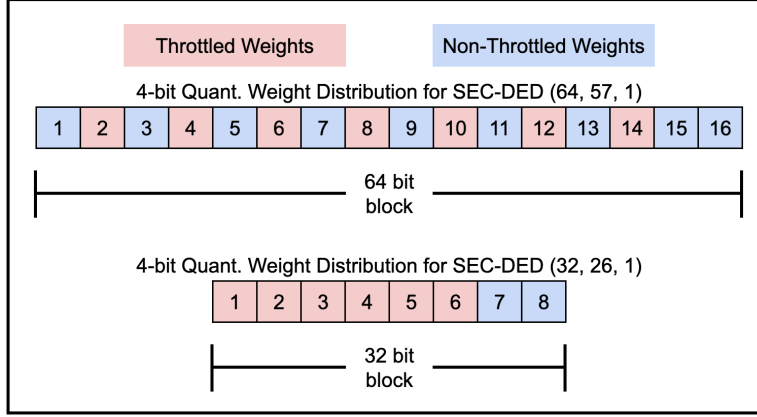 Throttled Weights Non-Throttled Weights
4-bit Quant. Weight Distribution for SEC-DED (64, 57, 1)
1 2 3 4 5 6 7 8 9 10 11 12 13 14 15 16
64 bit
block
4-bit Quant. Weight Distribution for SEC-DED (32, 26, 1)
1 2 3 4 5 6 7 8
32 bit
block